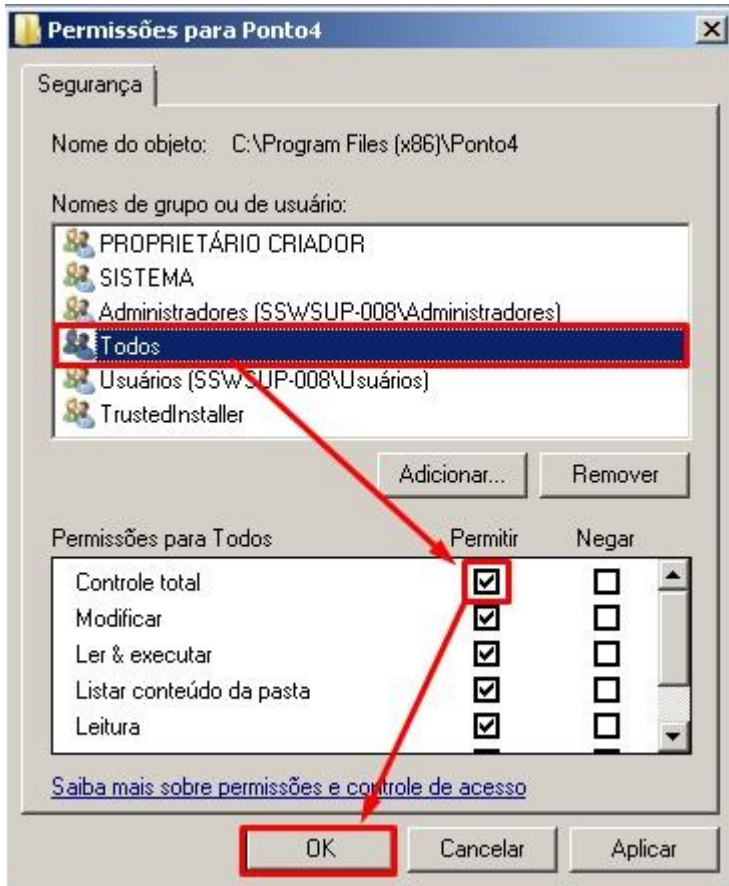 Permissões para Ponto4
Segurança
Nome do objeto: C:\Program Files (x86)\Ponto4
Nomes de grupo ou de usuário:
PROPRIETÁRIO CRIADOR
SISTEMA
Administradores (SSWSUP-008\Administradores)
Todos
Usuários (SSWSUP-008\Usuários)
TrustedInstaller
Adicionar... Remover
Permissões para Todos Permitir Negar
Controle total
Modificar
Ler & executar
Listar conteúdo da pasta
Leitura
Saiba mais sobre permissões e controle de acesso
OK Cancelar Aplicar